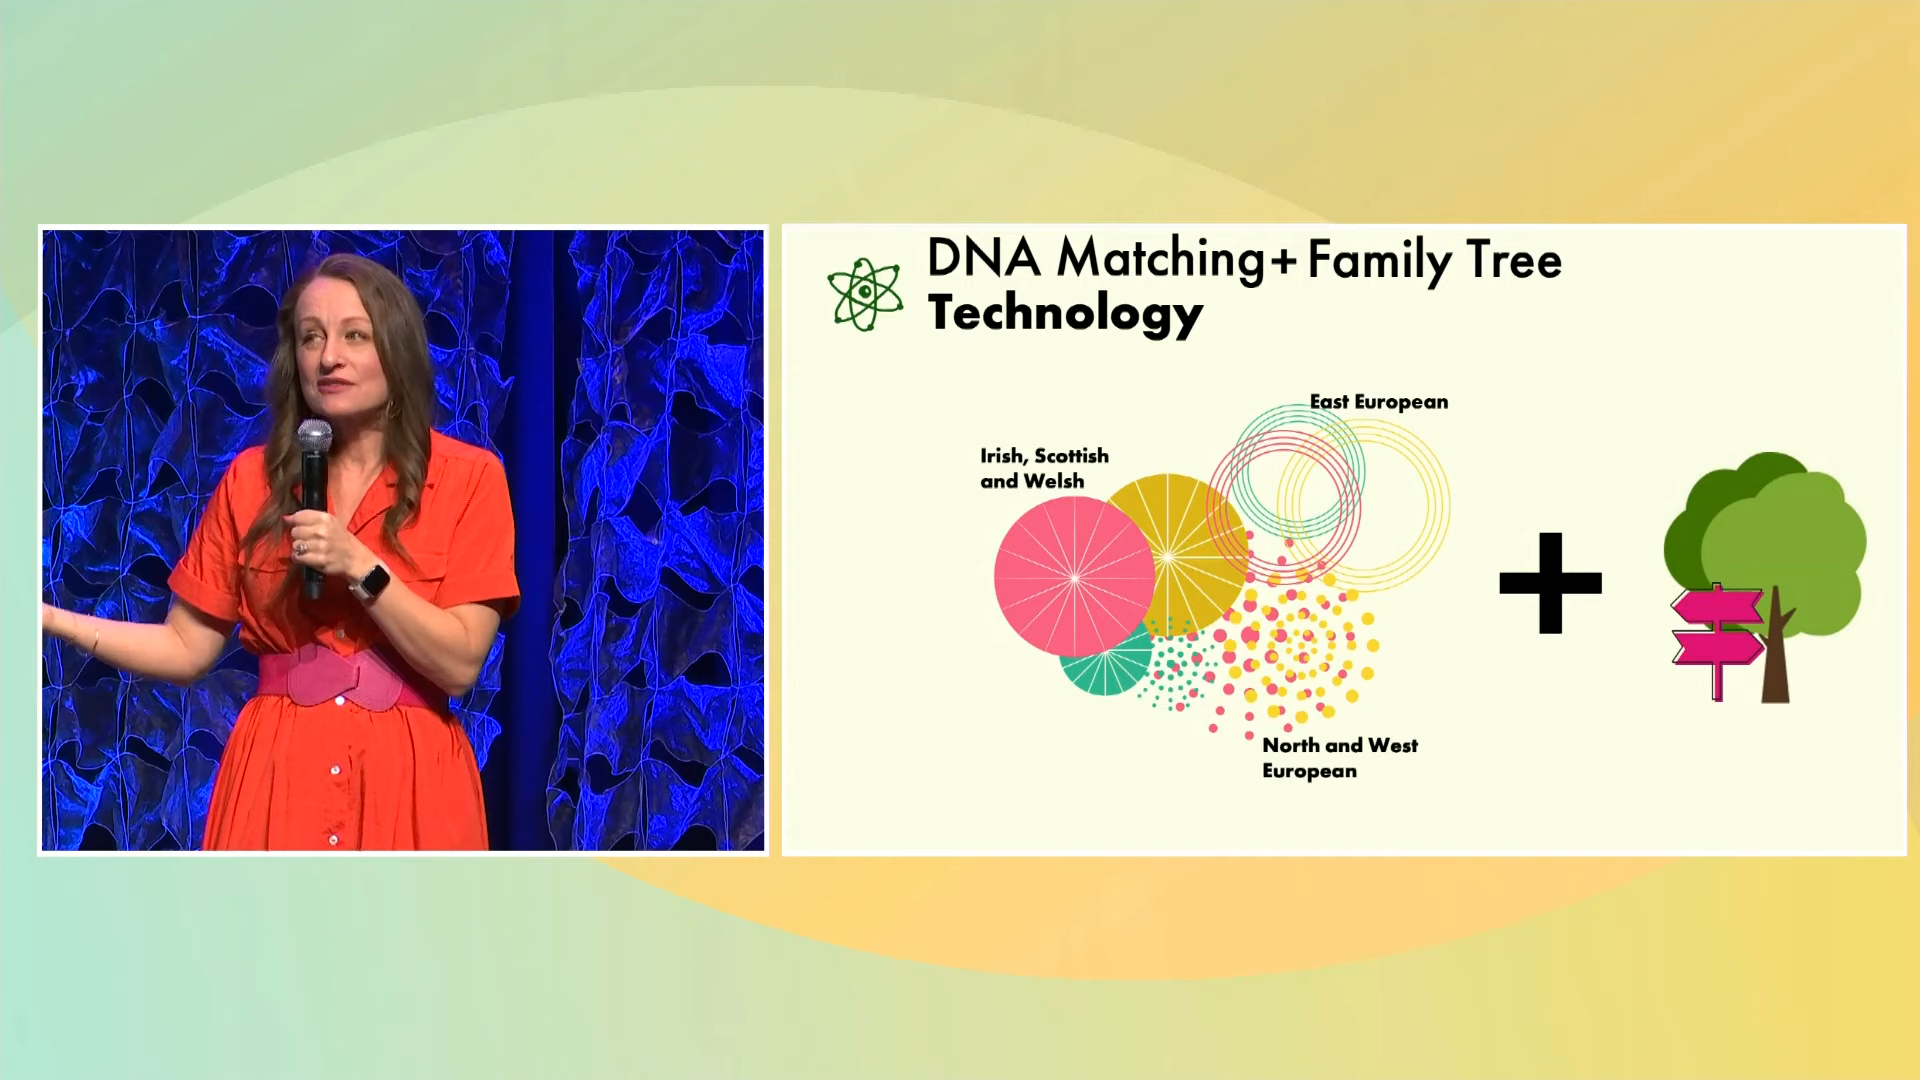 DNA Matching+Family Tree
Technology
East European
Irish, Scottish
and Welsh
North and West
European